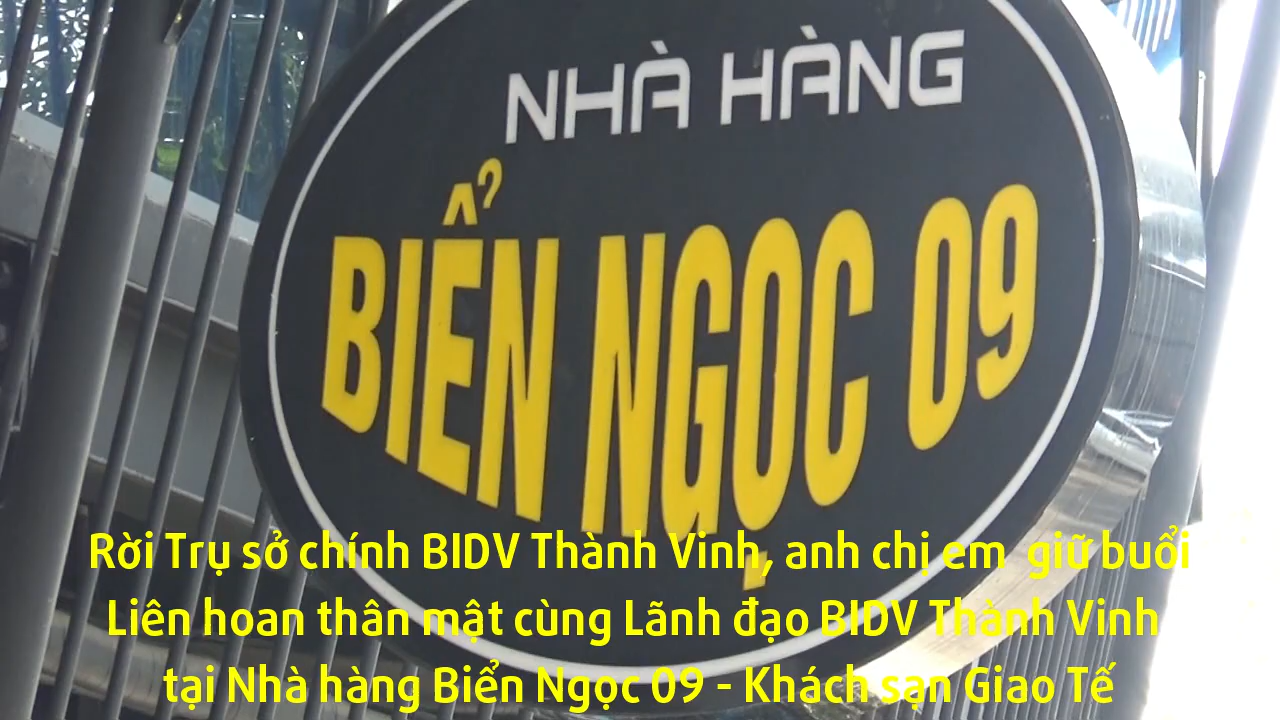 NHÀ HÀNG
BIỂN NGỌC 09
Rời Trụ sở chính BIDV Thành Vinh, anh chị em giữ buổi
Liên hoan thân mật cùng Lãnh đạo BIDV Thành Vinh
tại Nhà hàng Biển Ngọc 09 - Khách sạn Giao Tế